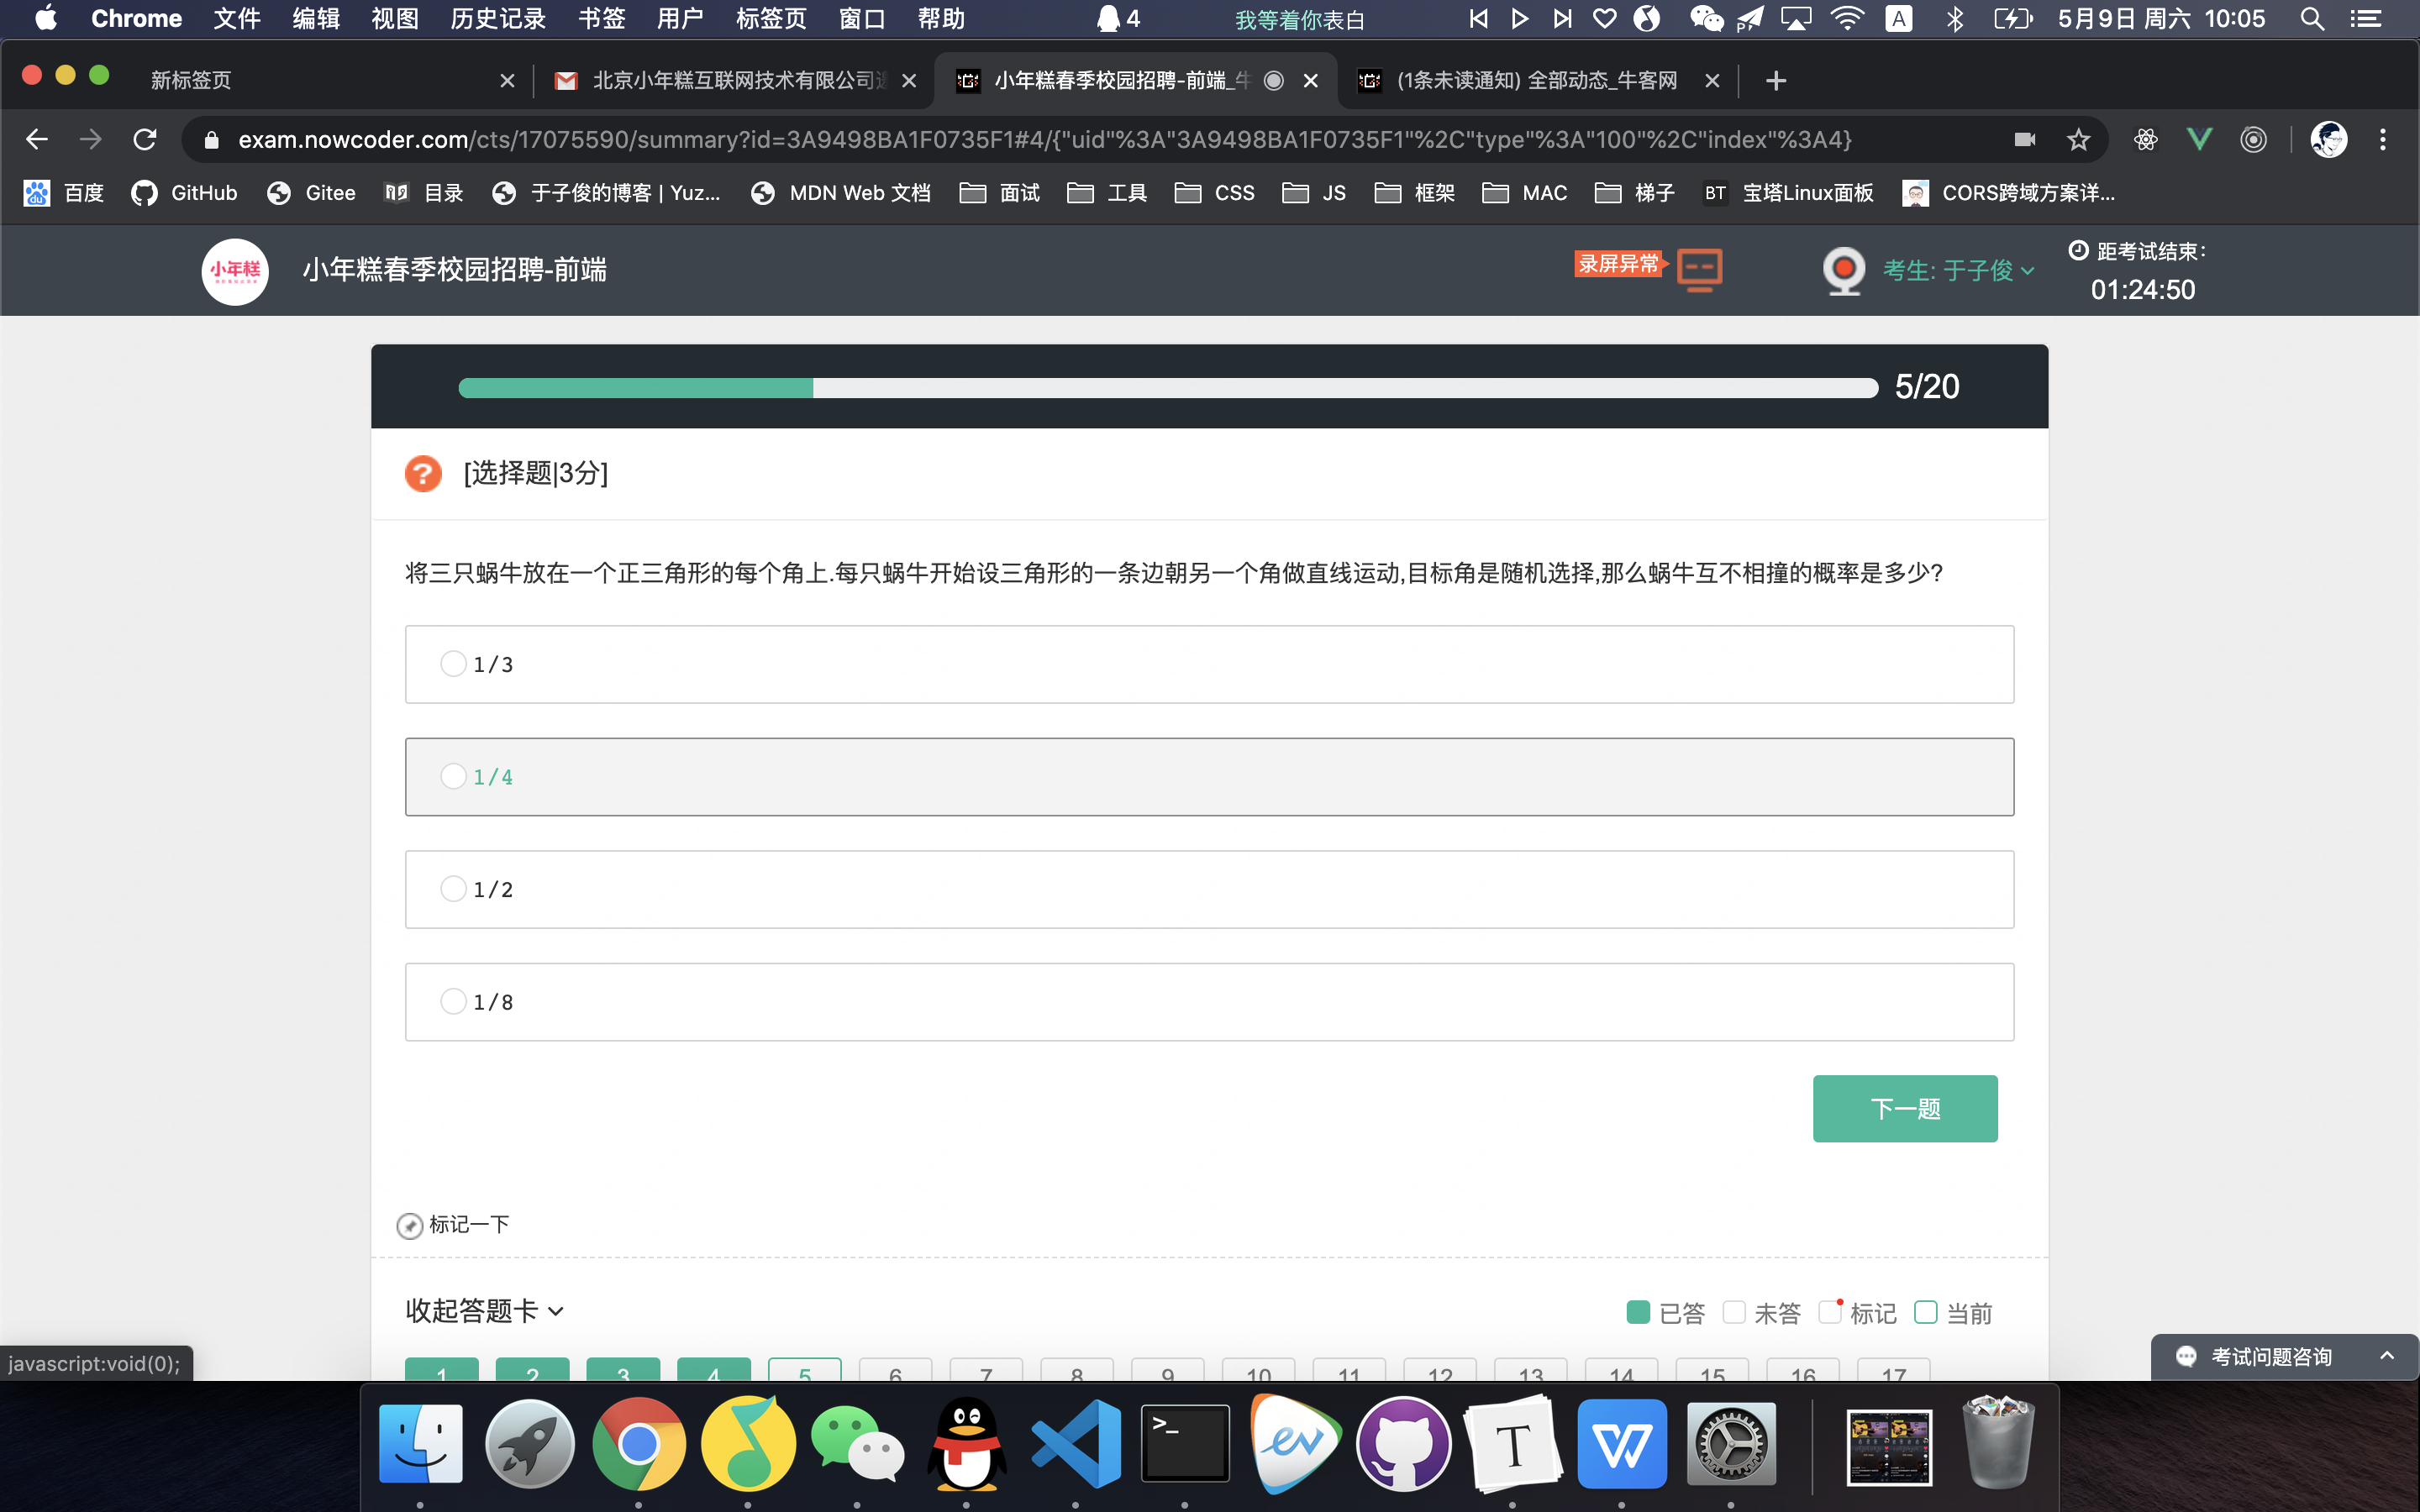 Chrome 文件 编辑 视图 历史记录 书签 用户 标签页 窗口 帮助 4 我等着你表白 A 5月9日 周六 10:05
新标签页 北京小年糕互联网技术有限公司 小年糕春季校园招聘-前端_牛 (1条未读通知) 全部动态_牛客网
exam.nowcoder.com/cts/17075590/summary?id=3A9498BA1F0735F1#4/{"uid"%3A"3A9498BA1F0735F1"%2C"type"%3A"100"%2C"index"%3A4}
百度 GitHub Gitee 目录 于子俊的博客 | Yuz... MDN Web 文档 面试 工具 CSS JS 框架 MAC 梯子 BT 宝塔Linux面板 CORS跨域方案详...
小年糕 小年糕春季校园招聘-前端 录屏异常 考生: 于子俊 距考试结束:
01:24:50
5/20
[选择题|3分]
将三只蜗牛放在一个正三角形的每个角上.每只蜗牛开始设三角形的一条边朝另一个角做直线运动,目标角是随机选择,那么蜗牛互不相撞的概率是多少?
1/3
1/4
1/2
1/8
下一题
标记一下
收起答题卡 已答 未答 标记 当前
javascript:void(0);
考试问题咨询
1 2 3 4 5 6 7 8 9 10 11 12 13 14 15 16 17